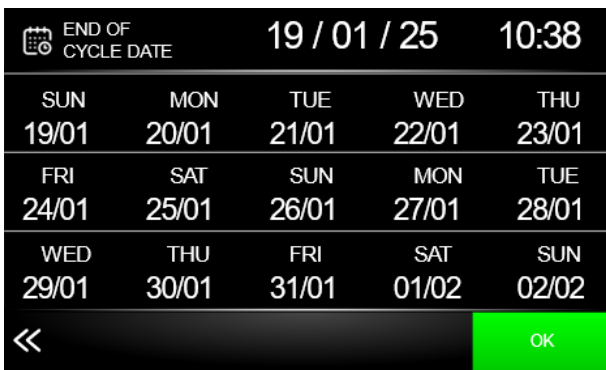 END OF
CYCLE DATE
19 / 01 / 25 10:38
SUN MON TUE WED THU
19/01 20/01 21/01 22/01 23/01
FRI SAT SUN MON TUE
24/01 25/01 26/01 27/01 28/01
WED THU FRI SAT SUN
29/01 30/01 31/01 01/02 02/02
OK